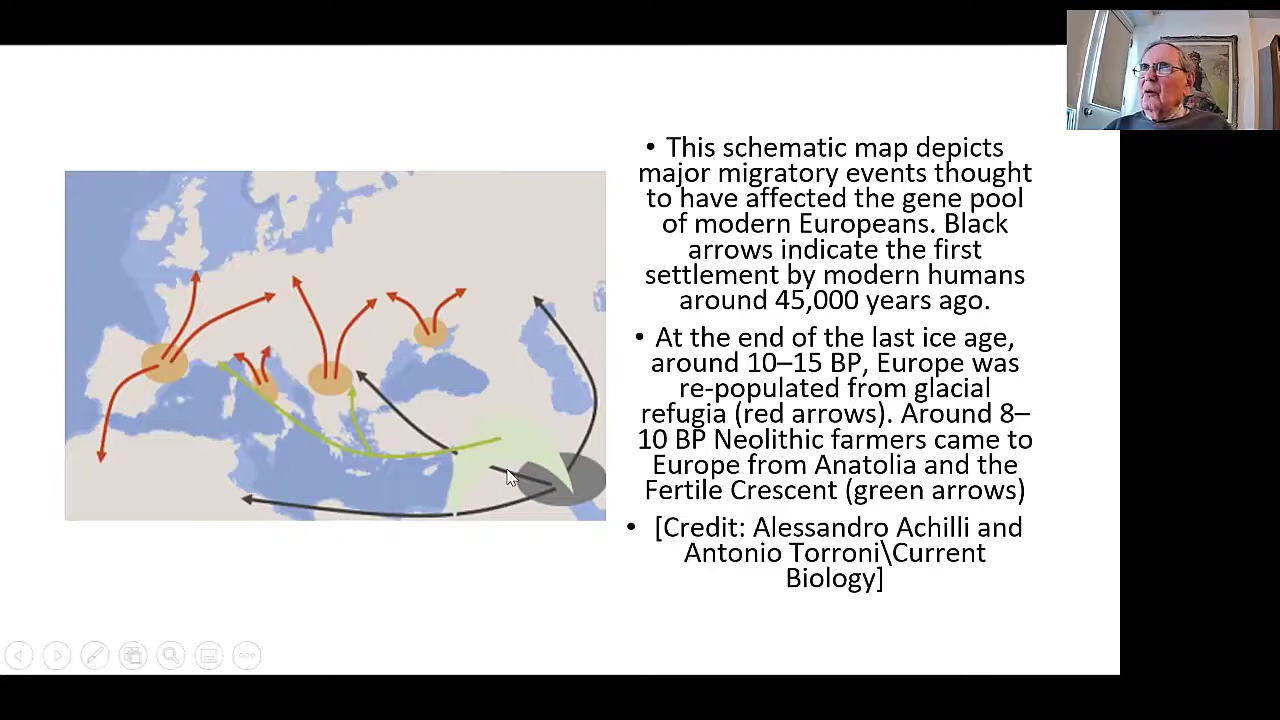 • This schematic map depicts
major migratory events thought
to have affected the gene pool
of modern Europeans. Black
arrows indicate the first
settlement by modern humans
around 45,000 years ago.
• At the end of the last ice age,
around 10–15 BP, Europe was
re-populated from glacial
refugia (red arrows). Around 8–
10 BP Neolithic farmers came to
Europe from Anatolia and the
Fertile Crescent (green arrows)
• [Credit: Alessandro Achilli and
Antonio Torroni\Current
Biology]